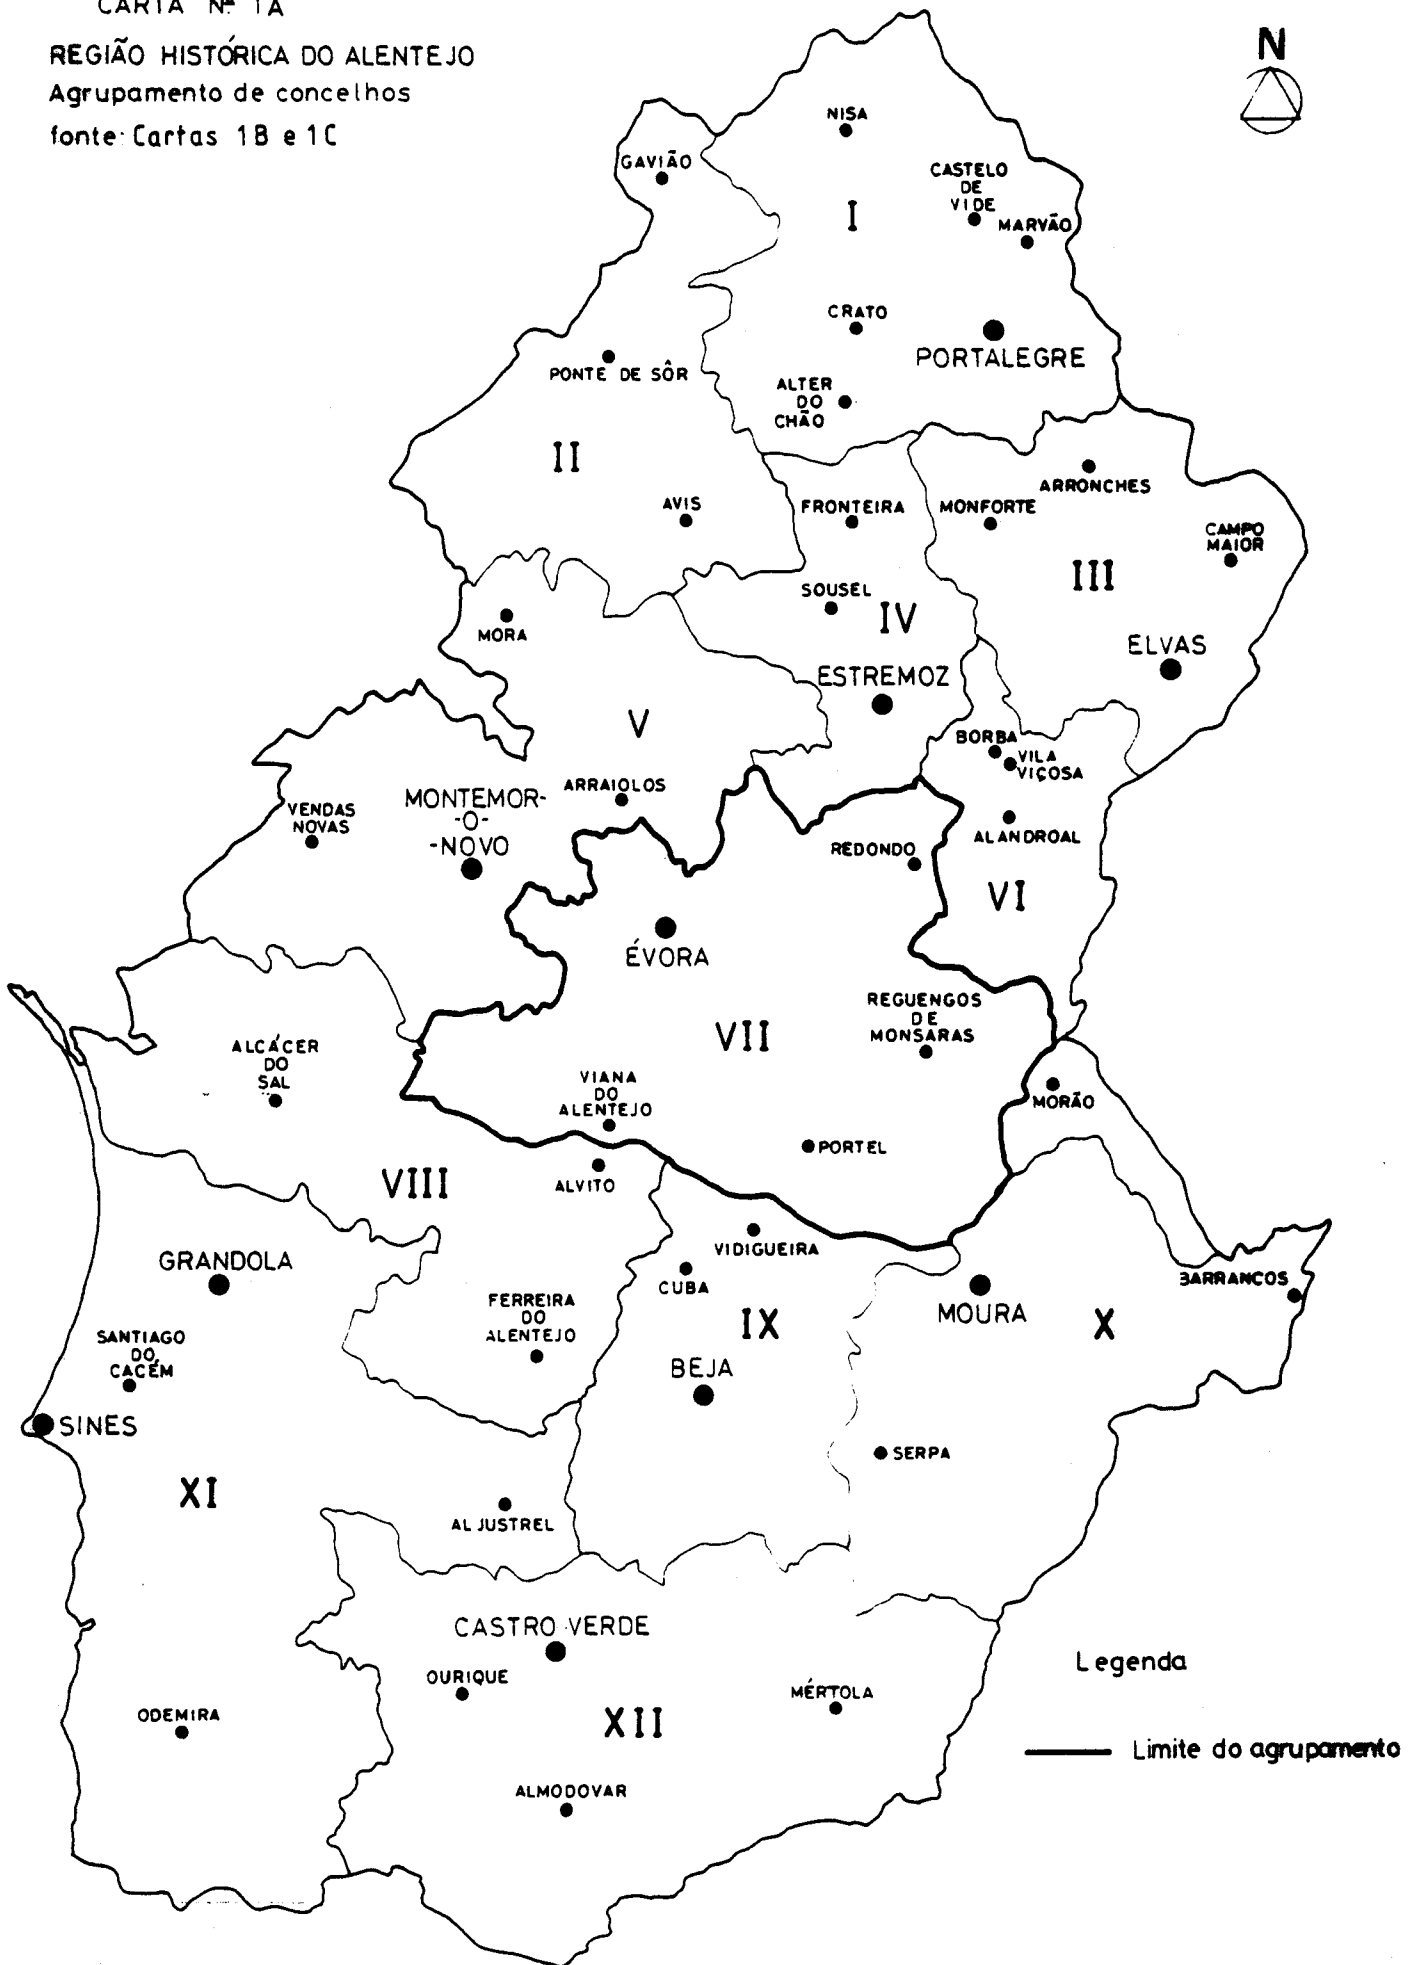 CARTA Nº 1A
REGIÃO HISTÓRICA DO ALENTEJO
Agrupamento de concelhos
fonte: Cartas 1B e 1C
N
NISA
GAVIÃO
CASTELO
DE
VIDE
MARVÃO
I
CRATO
PORTALEGRE
PONTE DE SÔR
ALTER
DO
CHÃO
II
ARRONCHES
AVIS
FRONTEIRA
MONFORTE
CAMPO
MAIOR
III
SOUSEL
IV
MORA
ELVAS
ESTREMOZ
V
BORBA
VILA
VIÇOSA
ARRAIOLOS
MONTEMOR-
-O-
-NOVO
VENDAS
NOVAS
ALANDROAL
REDONDO
VI
ÉVORA
REGUENGOS
DE
MONSARAS
VII
ALCÁCER
DO
SAL
VIANA
DO
ALENTEJO
MORÃO
PORTEL
VIII
ALVITO
VIDIGUEIRA
GRANDOLA
CUBA
BARRANCOS
FERREIRA
DO
ALENTEJO
MOURA
IX
X
SANTIAGO
DO
CACÉM
BEJA
SINES
SERPA
XI
ALJUSTREL
CASTRO VERDE
OURIQUE
MÉRTOLA
ODEMIRA
XII
ALMODOVAR
Legenda
Limite do agrupamento